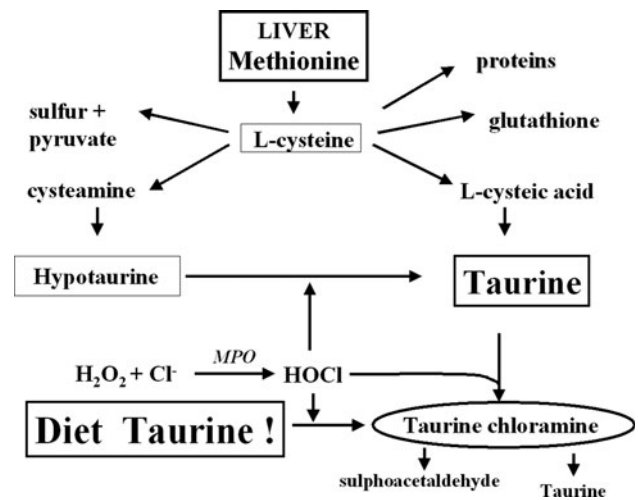 LIVER
Methionine
proteins
sulfur +
pyruvate
L-cysteine
glutathione
cysteamine
L-cysteic acid
Hypotaurine
Taurine
MPO
H₂O₂ + Cl⁻
HOCl
Diet Taurine !
Taurine chloramine
sulphoacetaldehyde
Taurine